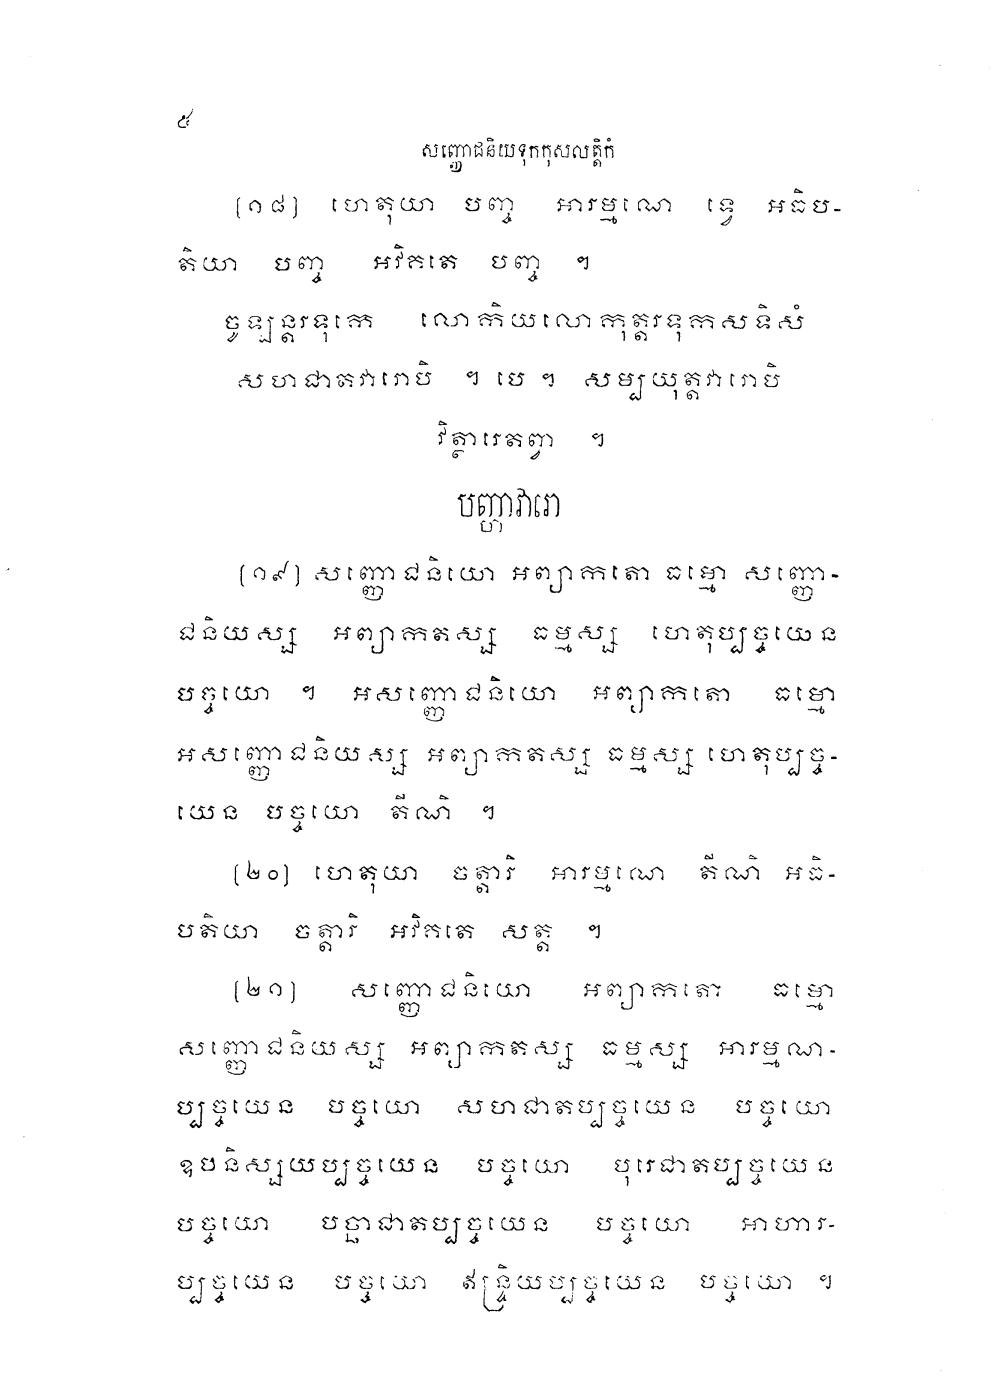 ៥
សញ្ញោជនិយទុកកុសលត្តិកំ
(១៨) ហេតុយា បញ្ច អារម្មណេ ទ្វេ អធិប-
តិយា បញ្ច អវិគតេ បញ្ច ។
ចូឡន្តរទុកេ លោកិយលោកុត្តរទុកសទិសំ
សហជាតវារោបិ ។ បេ ។ សម្បយុត្តវារោបិ
វិត្ថារេតព្វា ។
បញ្ហាវារោ
(១៩) សញ្ញោជនិយោ អព្យាកតោ ធម្មោ សញ្ញោ-
ជនិយស្ស អព្យាកតស្ស ធម្មស្ស ហេតុប្បច្ចយេន
បច្ចយោ ។ អសញ្ញោជនិយោ អព្យាកតោ ធម្មោ
អសញ្ញោជនិយស្ស អព្យាកតស្ស ធម្មស្ស ហេតុប្បច្ច-
យេន បច្ចយោ តីណិ ។
(២០) ហេតុយា ចត្តារិ អារម្មណេ តីណិ អធិ-
បតិយា ចត្តារិ អវិគតេ សត្ត ។
(២១) សញ្ញោជនិយោ អព្យាកតោ ធម្មោ
សញ្ញោជនិយស្ស អព្យាកតស្ស ធម្មស្ស អារម្មណ-
ប្បច្ចយេន បច្ចយោ សហជាតប្បច្ចយេន បច្ចយោ
ឧបនិស្សយប្បច្ចយេន បច្ចយោ បុរេជាតប្បច្ចយេន
បច្ចយោ បច្ឆាជាតប្បច្ចយេន បច្ចយោ អាហារ-
ប្បច្ចយេន បច្ចយោ ឥន្ទ្រិយប្បច្ចយេន បច្ចយោ ។